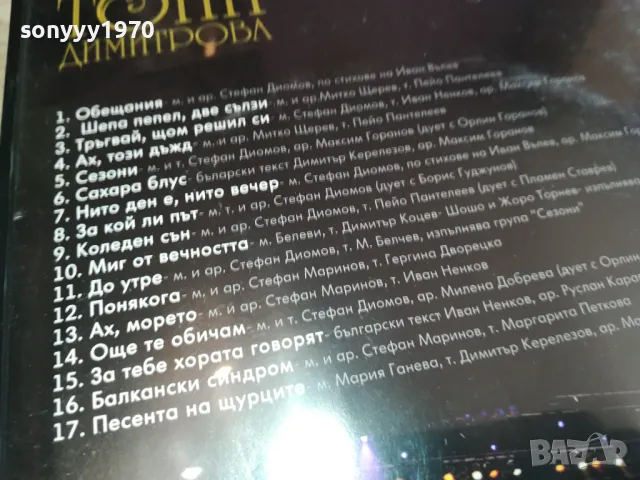 sonyyy1970
ТОНИ
ДИМИТРОВА
1. Обещания- м. и ар. Стефан Диомов, по стихове на Иван Вълев
2. Шепа пепел, две сълзи- м. и ар. Митко Щерев, т. Пейо Пантелеев
3. Тръгвай, щом решил си- м. Стефан Диомов, т. Иван Ненков, ар. Максим Горанов
4. Ах, този дъжд- м. и ар. Митко Щерев, т. Пейо Пантелеев
5. Сезони- м. и т. Стефан Диомов, ар. Максим Горанов (дует с Орлин Горанов)
6. Сахара блус- български текст Димитър Керелезов, ар. Максим Горанов
7. Нито ден е, нито вечер- м. и ар. Стефан Диомов, по стихове на Иван Вълев, ар. Максим
8. За кой ли път- м. т. и ар. Стефан Диомов (дует с Борис Гуджунов)
9. Коледен сън- м. и ар. Стефан Диомов, т. Пейо Пантелеев (дует с Пламен Ставрев)
10. Миг от вечността- м. Белеви, т. Димитър Коцев- Шошо и Жоро Торнев- изпълнява
11. До утре- м. и ар. Стефан Диомов, т. М. Белчев, изпълнява група "Сезони"
12. Понякога- м. и ар. Стефан Маринов, т. Гергина Дворецка
13. Ах, морето- м. и ар. Стефан Маринов, т. Иван Ненков
14. Още те обичам- м. и т. Стефан Диомов, ар. Милена Добрева (дует с Орлин
15. За тебе хората говорят- български текст Иван Ненков, ар. Руслан
16. Балкански синдром- м. и ар. Стефан Маринов, т. Маргарита Петкова
17. Песента на щурците- м. Мария Ганева, т. Димитър Керелезов, ар.
BAZAR